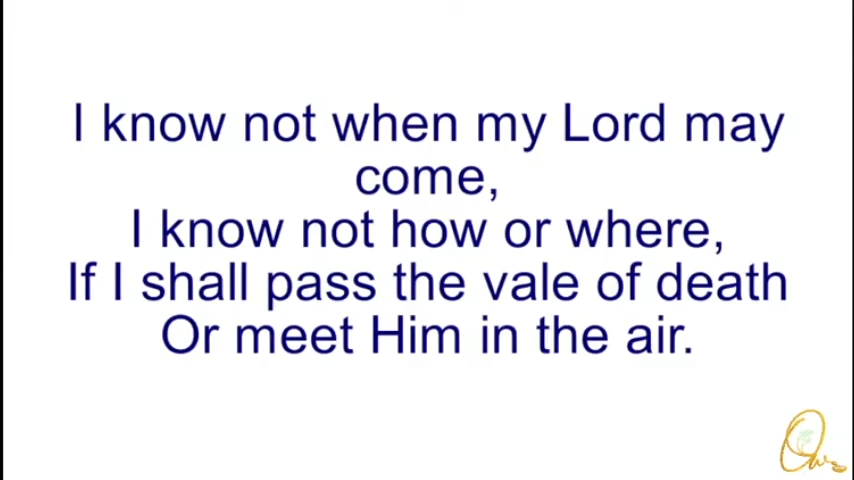 I know not when my Lord may
come,
I know not how or where,
If I shall pass the vale of death
Or meet Him in the air.